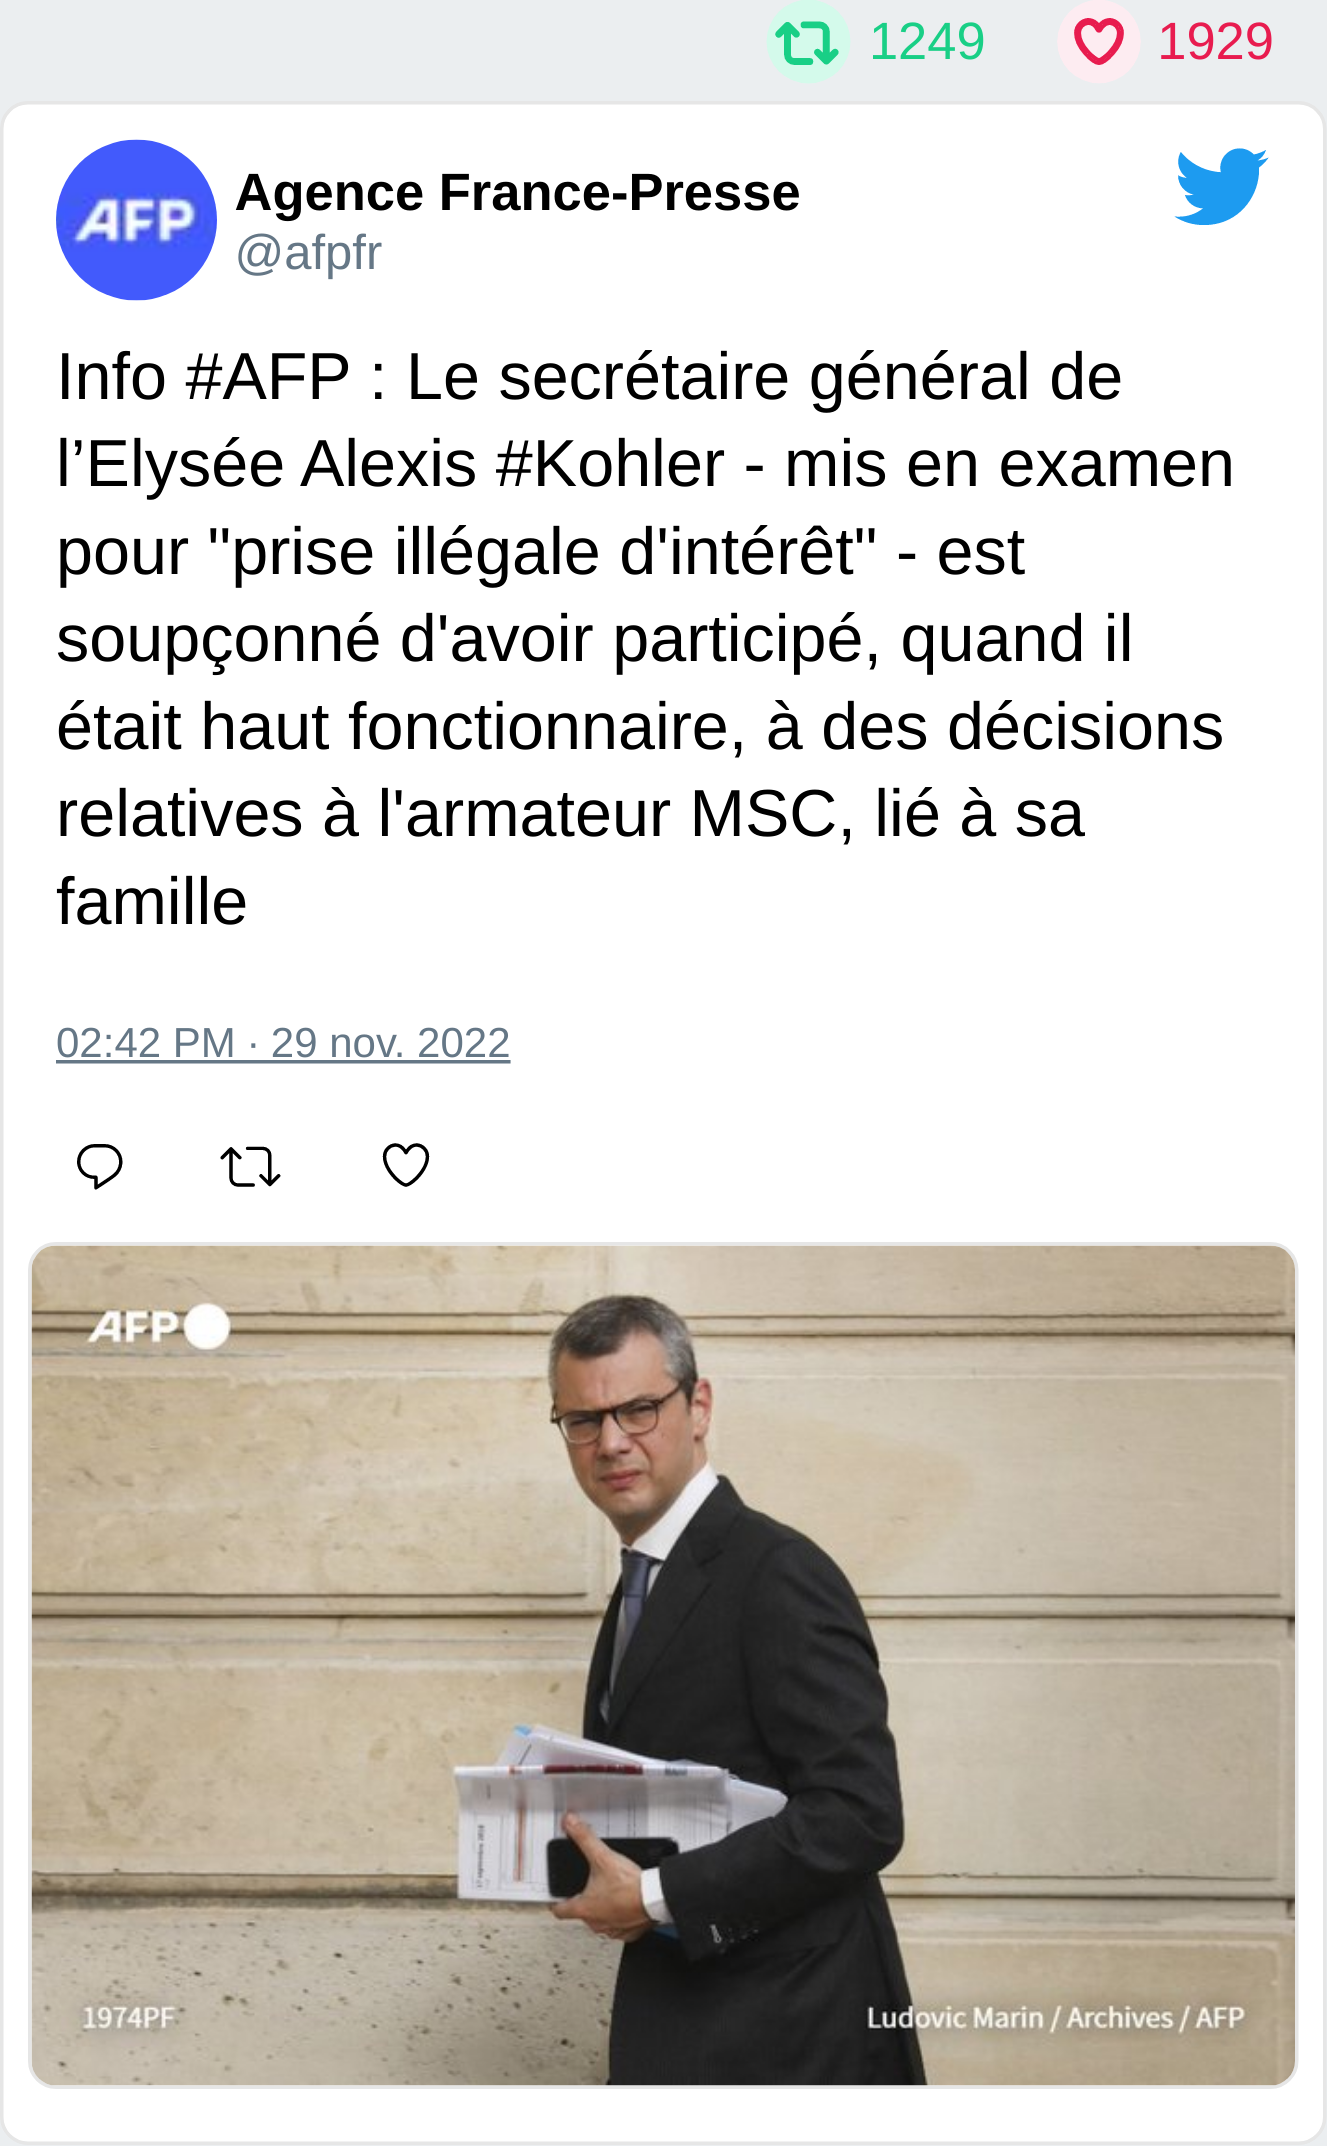 1249 1929
AFP
Agence France-Presse
@afpfr
Info #AFP : Le secrétaire général de
l’Elysée Alexis #Kohler - mis en examen
pour "prise illégale d'intérêt" - est
soupçonné d'avoir participé, quand il
était haut fonctionnaire, à des décisions
relatives à l'armateur MSC, lié à sa
famille
02:42 PM · 29 nov. 2022
AFP
1974PF
Ludovic Marin / Archives / AFP